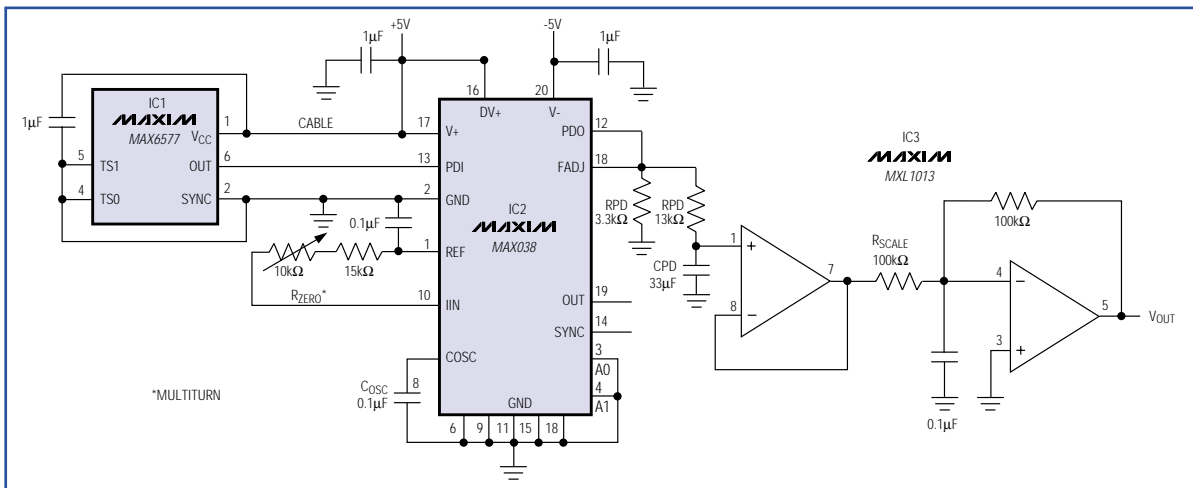 +5V
-5V
1µF
1µF
16
20
DV+
V-
IC1
MAXIM
MAX6577
1µF
1
VCC
CABLE
17
V+
5
TS1
6
OUT
13
PDI
4
TS0
2
SYNC
2
GND
0.1µF
IC2
MAXIM
MAX038
1
REF
10kΩ
15kΩ
RZERO*
10
IIN
COSC
COSC
0.1µF
8
*MULTITURN
GND
6
9
11
15
18
12
PDO
18
FADJ
RPD
3.3kΩ
RPD
13kΩ
CPD
33µF
19
OUT
14
SYNC
3
A0
4
A1
IC3
MAXIM
MXL1013
1
+
8
–
7
RSCALE
100kΩ
100kΩ
4
–
3
+
5
VOUT
0.1µF